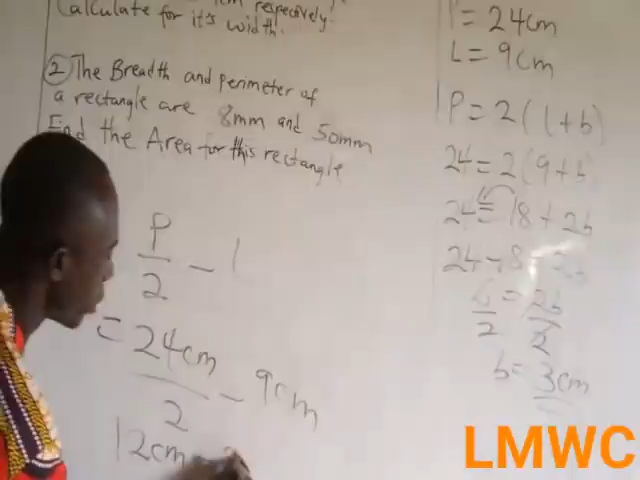 Calculate for it's width.
respectively!
② The Breadth and perimeter of
a rectangle are 8mm and 50mm
Find the Area for this rectangle
P/2 - l
= 24cm/2 - 9cm
12cm
P = 24cm
L = 9cm
P = 2(l+b)
24 = 2(9+b)
24 = 18 + 2b
24 - 18
= 2b
2 2
b = 3cm
LMWC